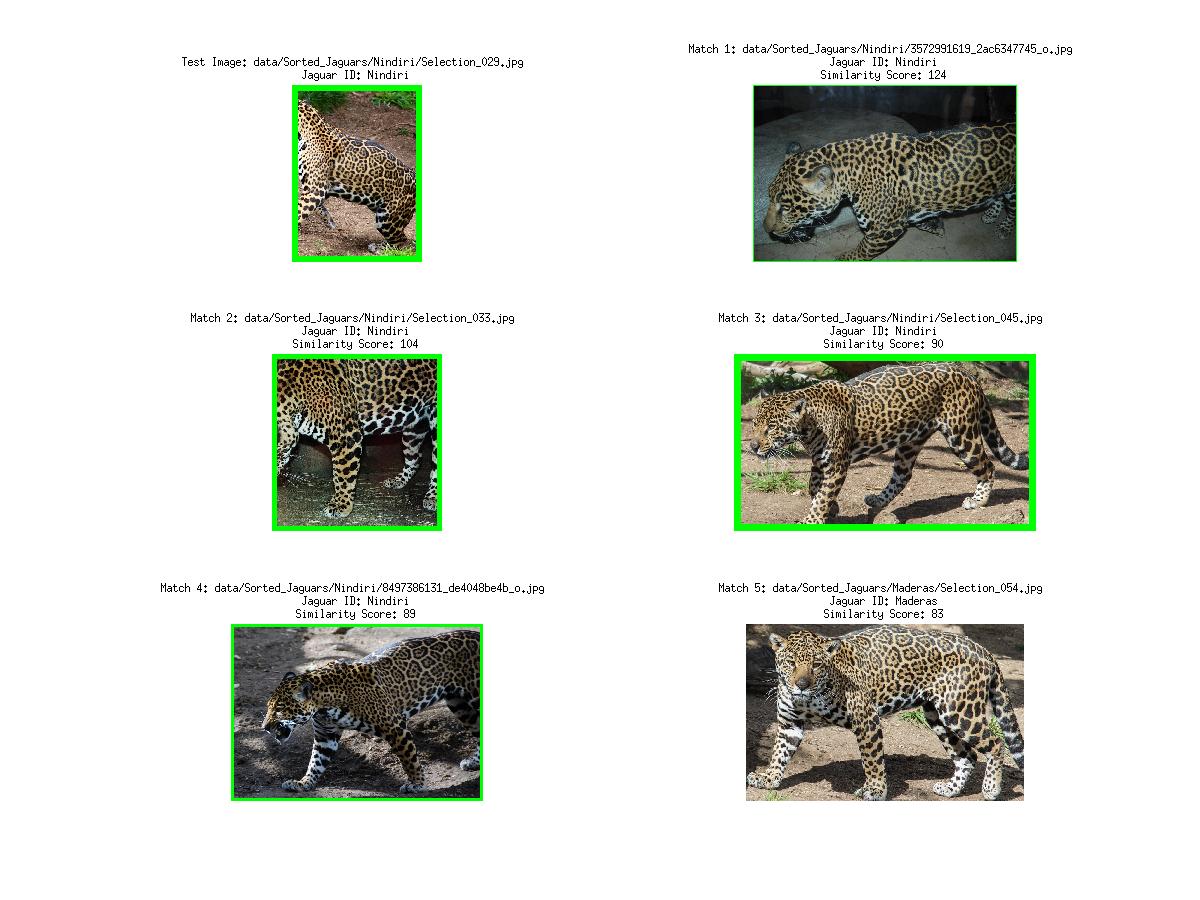 Test Image: data/Sorted_Jaguars/Nindiri/Selection_029.jpg
Jaguar ID: Nindiri
Match 1: data/Sorted_Jaguars/Nindiri/3572991619_2ac6347745_o.jpg
Jaguar ID: Nindiri
Similarity Score: 124
Match 2: data/Sorted_Jaguars/Nindiri/Selection_033.jpg
Jaguar ID: Nindiri
Similarity Score: 104
Match 3: data/Sorted_Jaguars/Nindiri/Selection_045.jpg
Jaguar ID: Nindiri
Similarity Score: 90
Match 4: data/Sorted_Jaguars/Nindiri/8497386131_de4048be4b_o.jpg
Jaguar ID: Nindiri
Similarity Score: 89
Match 5: data/Sorted_Jaguars/Maderas/Selection_054.jpg
Jaguar ID: Maderas
Similarity Score: 83